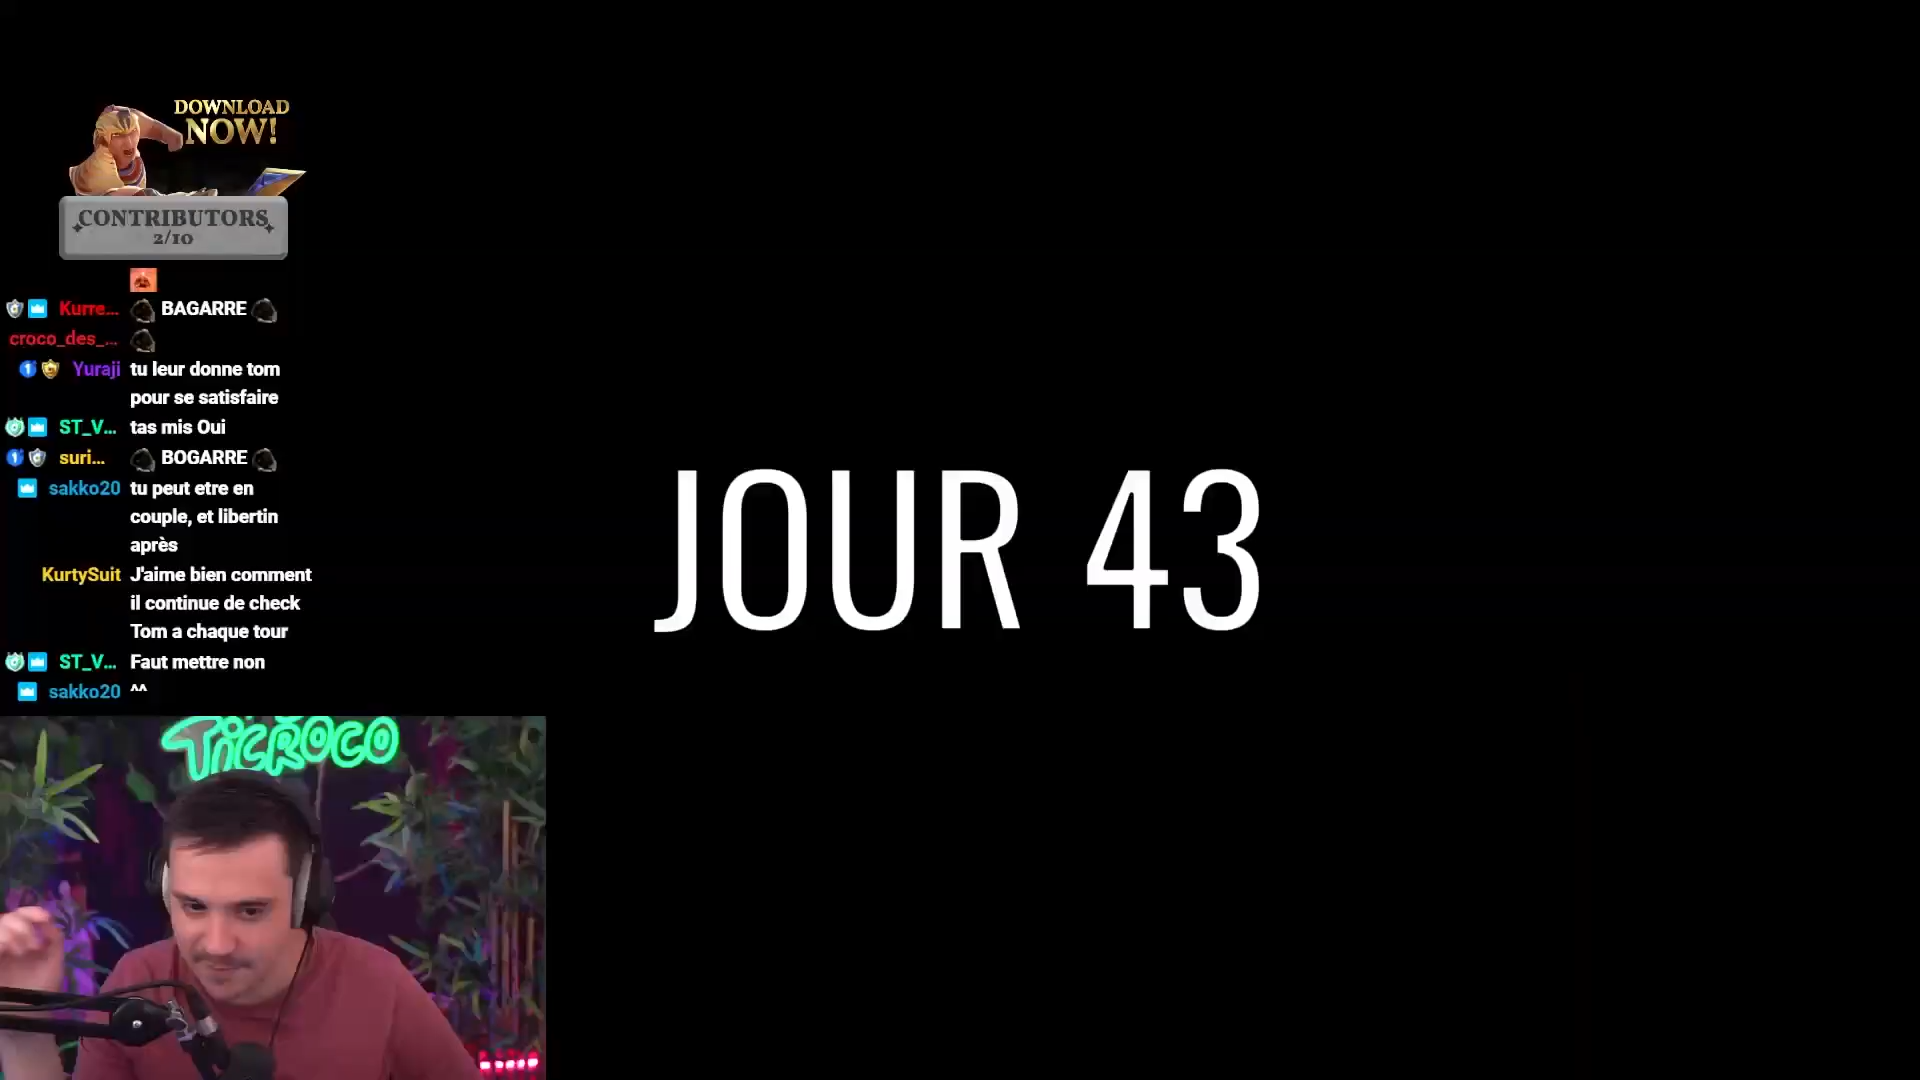 DOWNLOAD
NOW!
CONTRIBUTORS
2/10
Kurre... BAGARRE
croco_des_...
Yuraji tu leur donne tom
pour se satisfaire
ST_V... tas mis Oui
suri... BOGARRE
sakko20 tu peut etre en
couple, et libertin
après
KurtySuit J'aime bien comment
il continue de check
Tom a chaque tour
ST_V... Faut mettre non
sakko20 ^^
JOUR 43
TicRoco